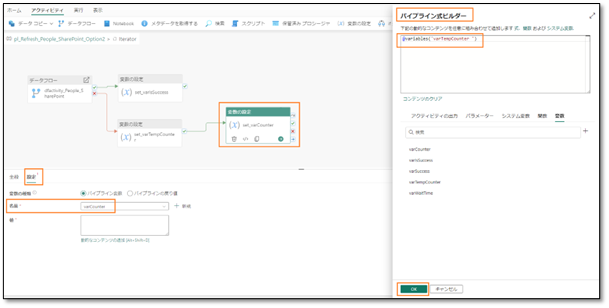 ホーム アクティビティ 実行 表示
データ コピー データフロー Notebook メタデータを取得する 参照 スクリプト 保存済み プロシージャ 変数の設定
pl_Refresh_People_SharePoint_Option2 > Iterator
データフロー
dfactivity_People_SharePoint
変数の設定
(X) set_varIsSuccess
変数の設定
(X) set_varTempCounter
変数の設定
(X) set_varCounter
全般 設定
変数の種類 パイプライン変数 パイプラインの戻り値
名前 * varCounter 新規
値 *
動的なコンテンツの追加 [Alt+Shift+D]
パイプライン式ビルダー
下記の動的なコンテンツを任意に組み合わせて追加します: 式、関数 および システム変数.
@variables('varTempCounter ')
コンテンツのクリア
アクティビティの出力 パラメーター システム変数 関数 変数
検索
varCounter
varIsSuccess
varSuccess
varTempCounter
varWaitTime
OK キャンセル